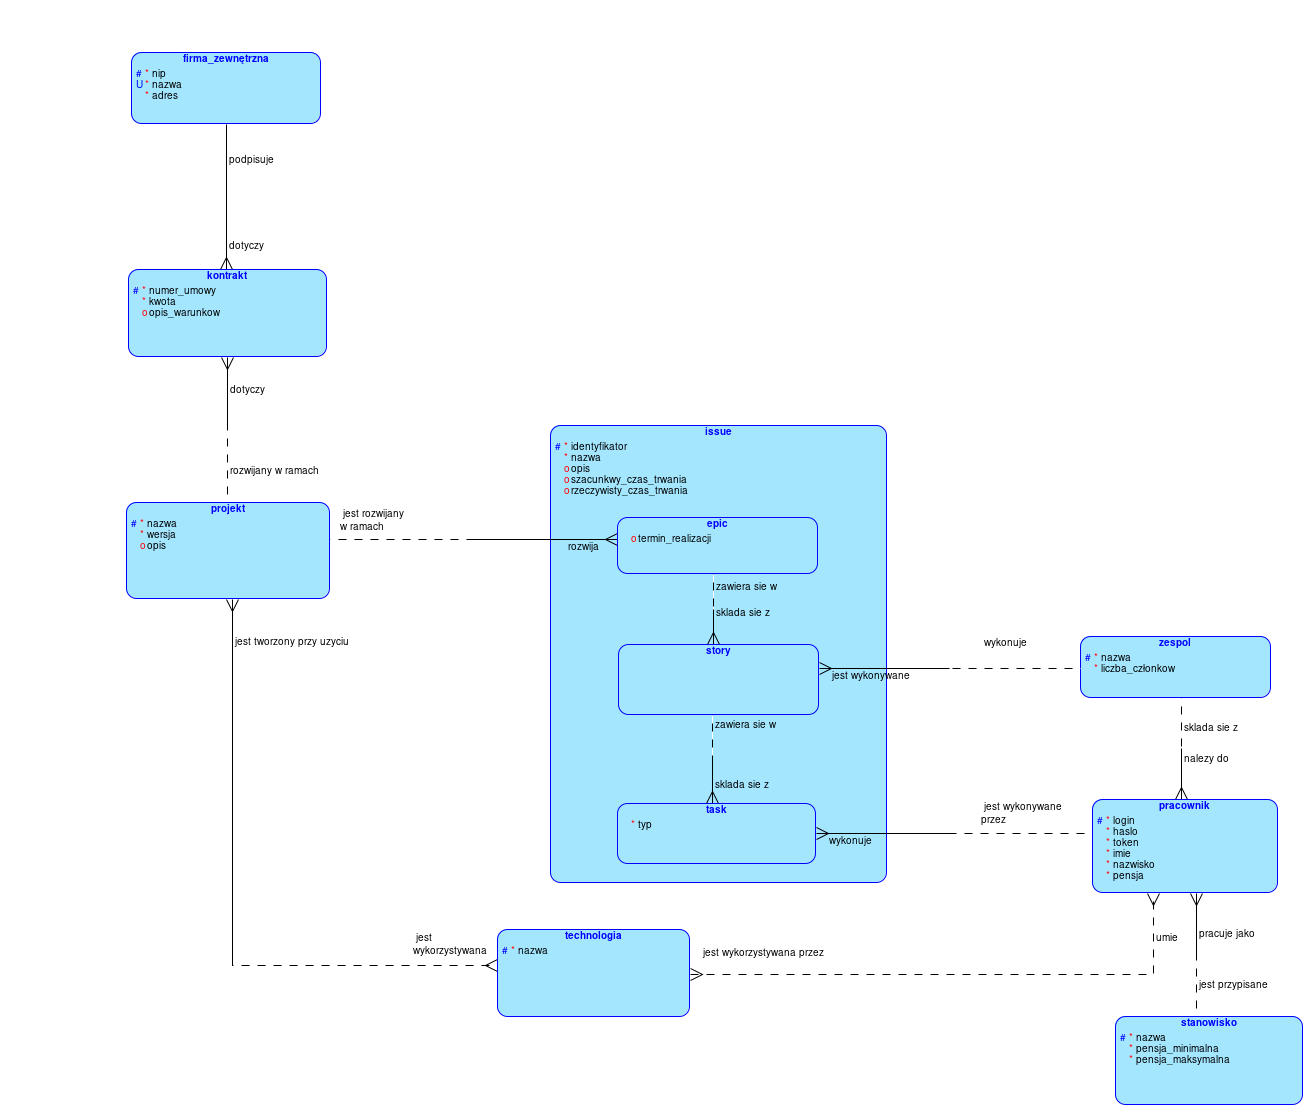 firma_zewnętrzna
# * nip
U * nazwa
* adres
podpisuje
dotyczy
kontrakt
# * numer_umowy
* kwota
o opis_warunkow
dotyczy
rozwijany w ramach
projekt
# * nazwa
* wersja
o opis
jest rozwijany
w ramach
rozwija
jest tworzony przy uzyciu
issue
# * identyfikator
* nazwa
o opis
o szacunkwy_czas_trwania
o rzeczywisty_czas_trwania
epic
o termin_realizacji
zawiera sie w
sklada sie z
story
zawiera sie w
sklada sie z
task
* typ
wykonuje
jest wykonywane
zespol
# * nazwa
* liczba_członkow
sklada sie z
nalezy do
jest wykonywane
przez
wykonuje
pracownik
# * login
* haslo
* token
* imie
* nazwisko
* pensja
jest
wykorzystywana
technologia
# * nazwa
jest wykorzystywana przez
umie
pracuje jako
jest przypisane
stanowisko
# * nazwa
* pensja_minimalna
* pensja_maksymalna